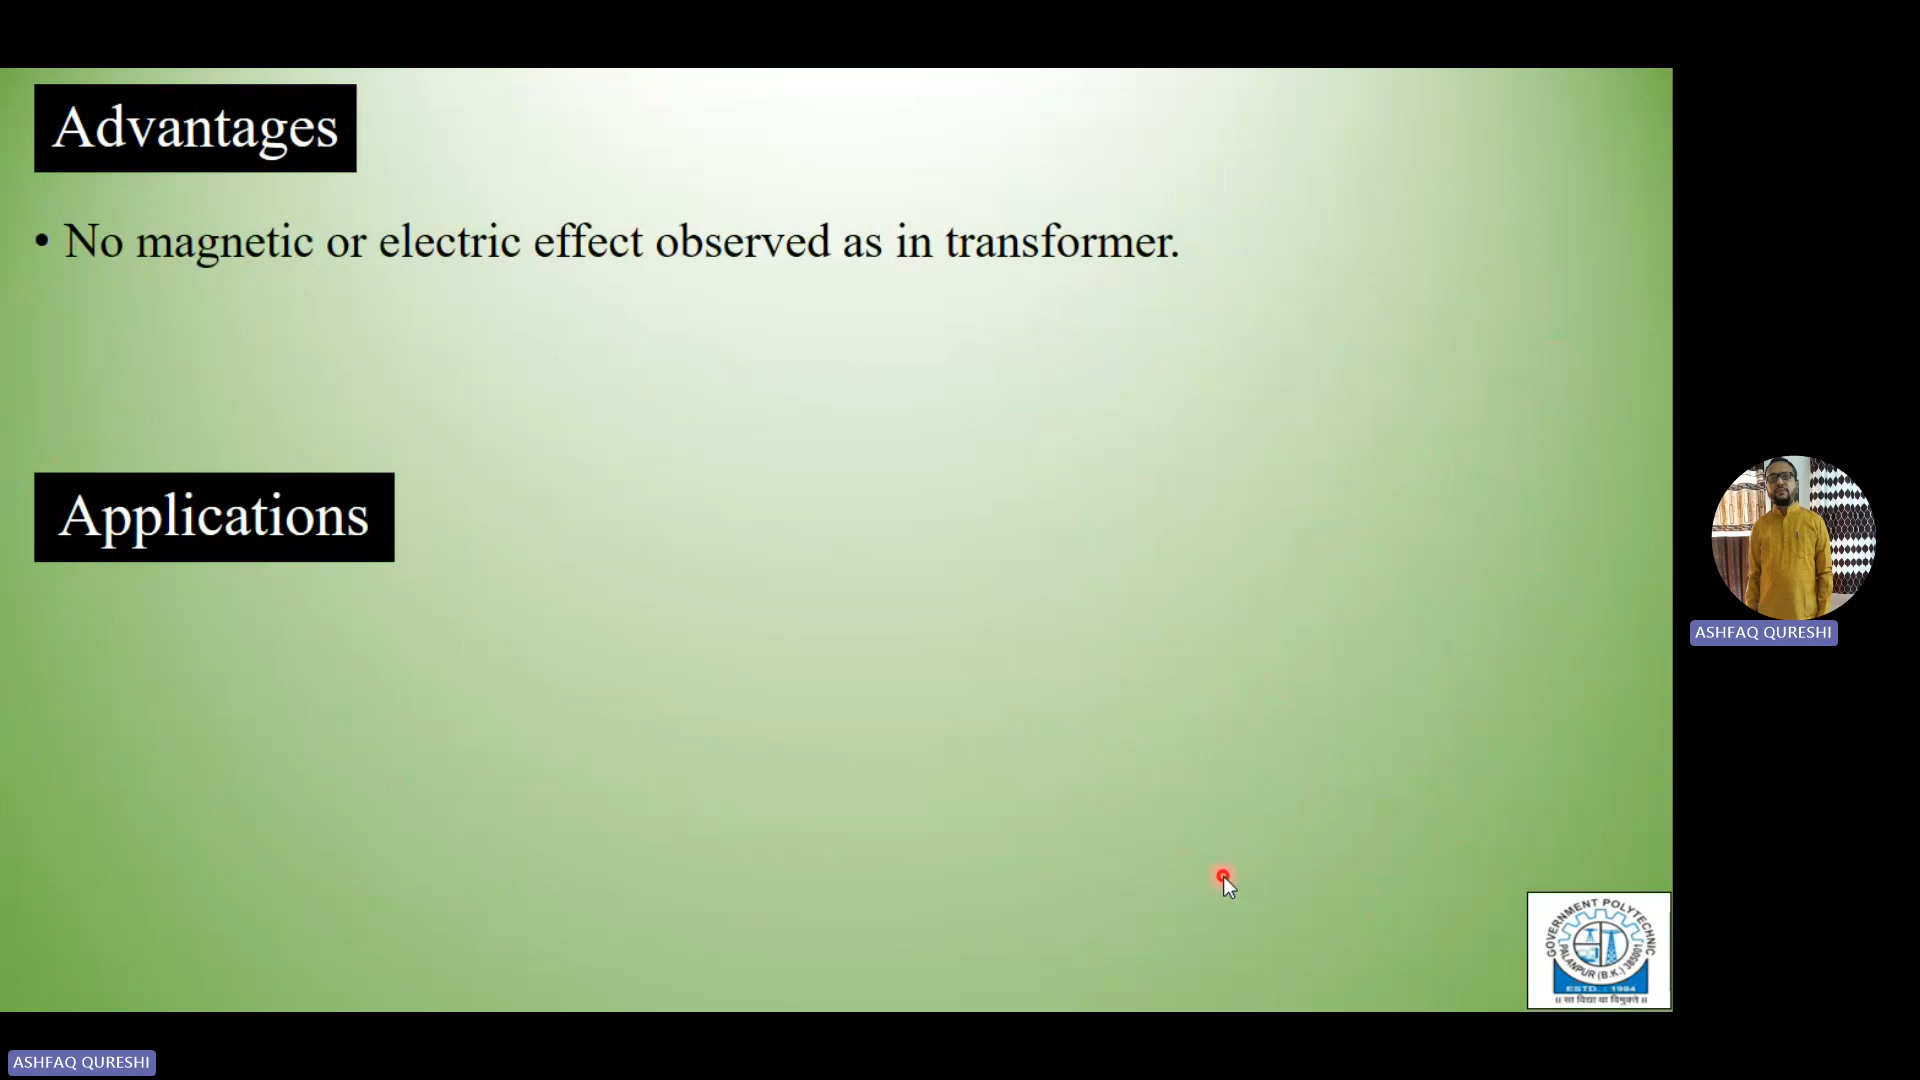 Advantages
• No magnetic or electric effect observed as in transformer.
Applications
ASHFAQ QURESHI
GOVERNMENT POLYTECHNIC
PALANPUR (B.K.) 385001
ESTD. : 1984
॥ सा विद्या या विमुक्ते ॥
ASHFAQ QURESHI